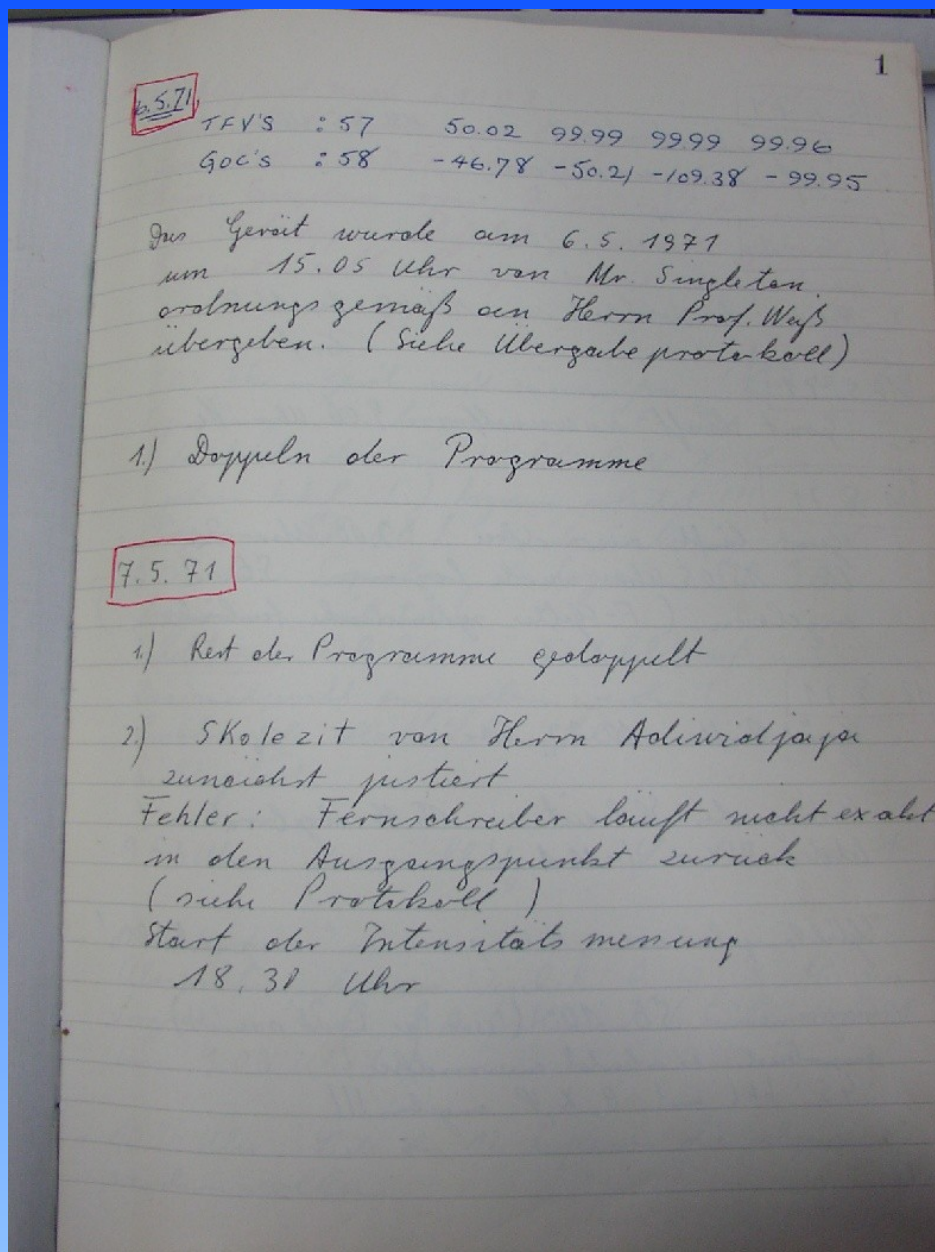 1
6.5.71
TFV'S : 57 50.02 99.99 9999 99.96
GOC'S : 58 -46.78 -50.21 -109.38 -99.95
Das Gerät wurde am 6.5.1971
um 15.05 Uhr von Mr. Singleton
ordnungsgemäß an Herrn Prof. Weiß
übergeben. (Siehe Übergabeprotokoll)
1.) Doppeln der Programme
7.5.71
1.) Rest der Programme gedoppelt
2.) Skolezit von Herrn Adiwidjaja
zunächst justiert
Fehler: Fernschreiber läuft nicht exakt
in den Ausgangspunkt zurück
(siehe Protokoll)
Start der Intensitätsmessung
18.30 Uhr